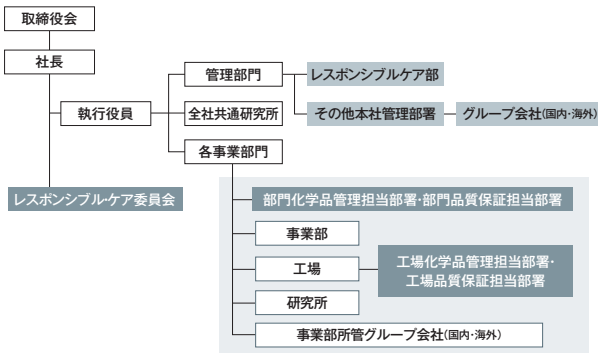 取締役会
社長
管理部門
レスポンシブルケア部
執行役員
全社共通研究所
その他本社管理部署
グループ会社(国内・海外)
各事業部門
レスポンシブル・ケア委員会
部門化学品管理担当部署・部門品質保証担当部署
事業部
工場
工場化学品管理担当部署・
工場品質保証担当部署
研究所
事業部所管グループ会社(国内・海外)